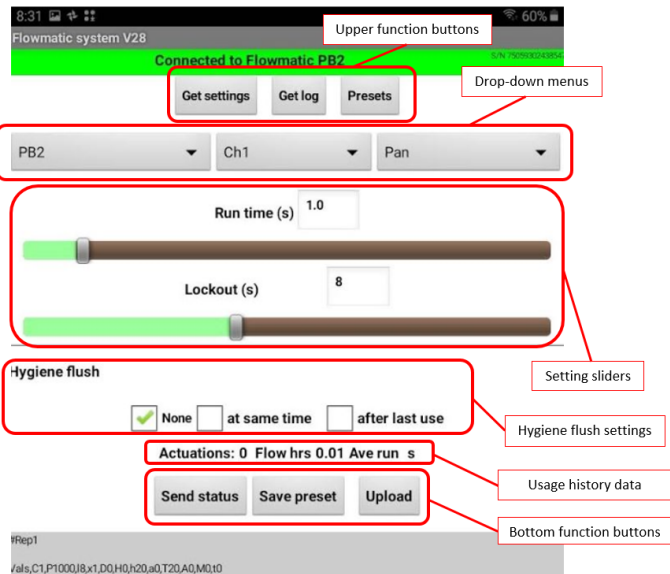 8:31 60%
Flowmatic system V28
Upper function buttons
Connected to Flowmatic PB2
Drop-down menus
Get settings Get log Presets
PB2 Ch1 Pan
Run time (s) 1.0
Lockout (s) 8
Setting sliders
Hygiene flush
None at same time after last use
Hygiene flush settings
Actuations: 0 Flow hrs 0.01 Ave run s
Usage history data
Send status Save preset Upload
Bottom function buttons
#Rep1
/als,C1,P1000,I8,x1,D0,H0,h20,a0,T20,A0,M0,t0